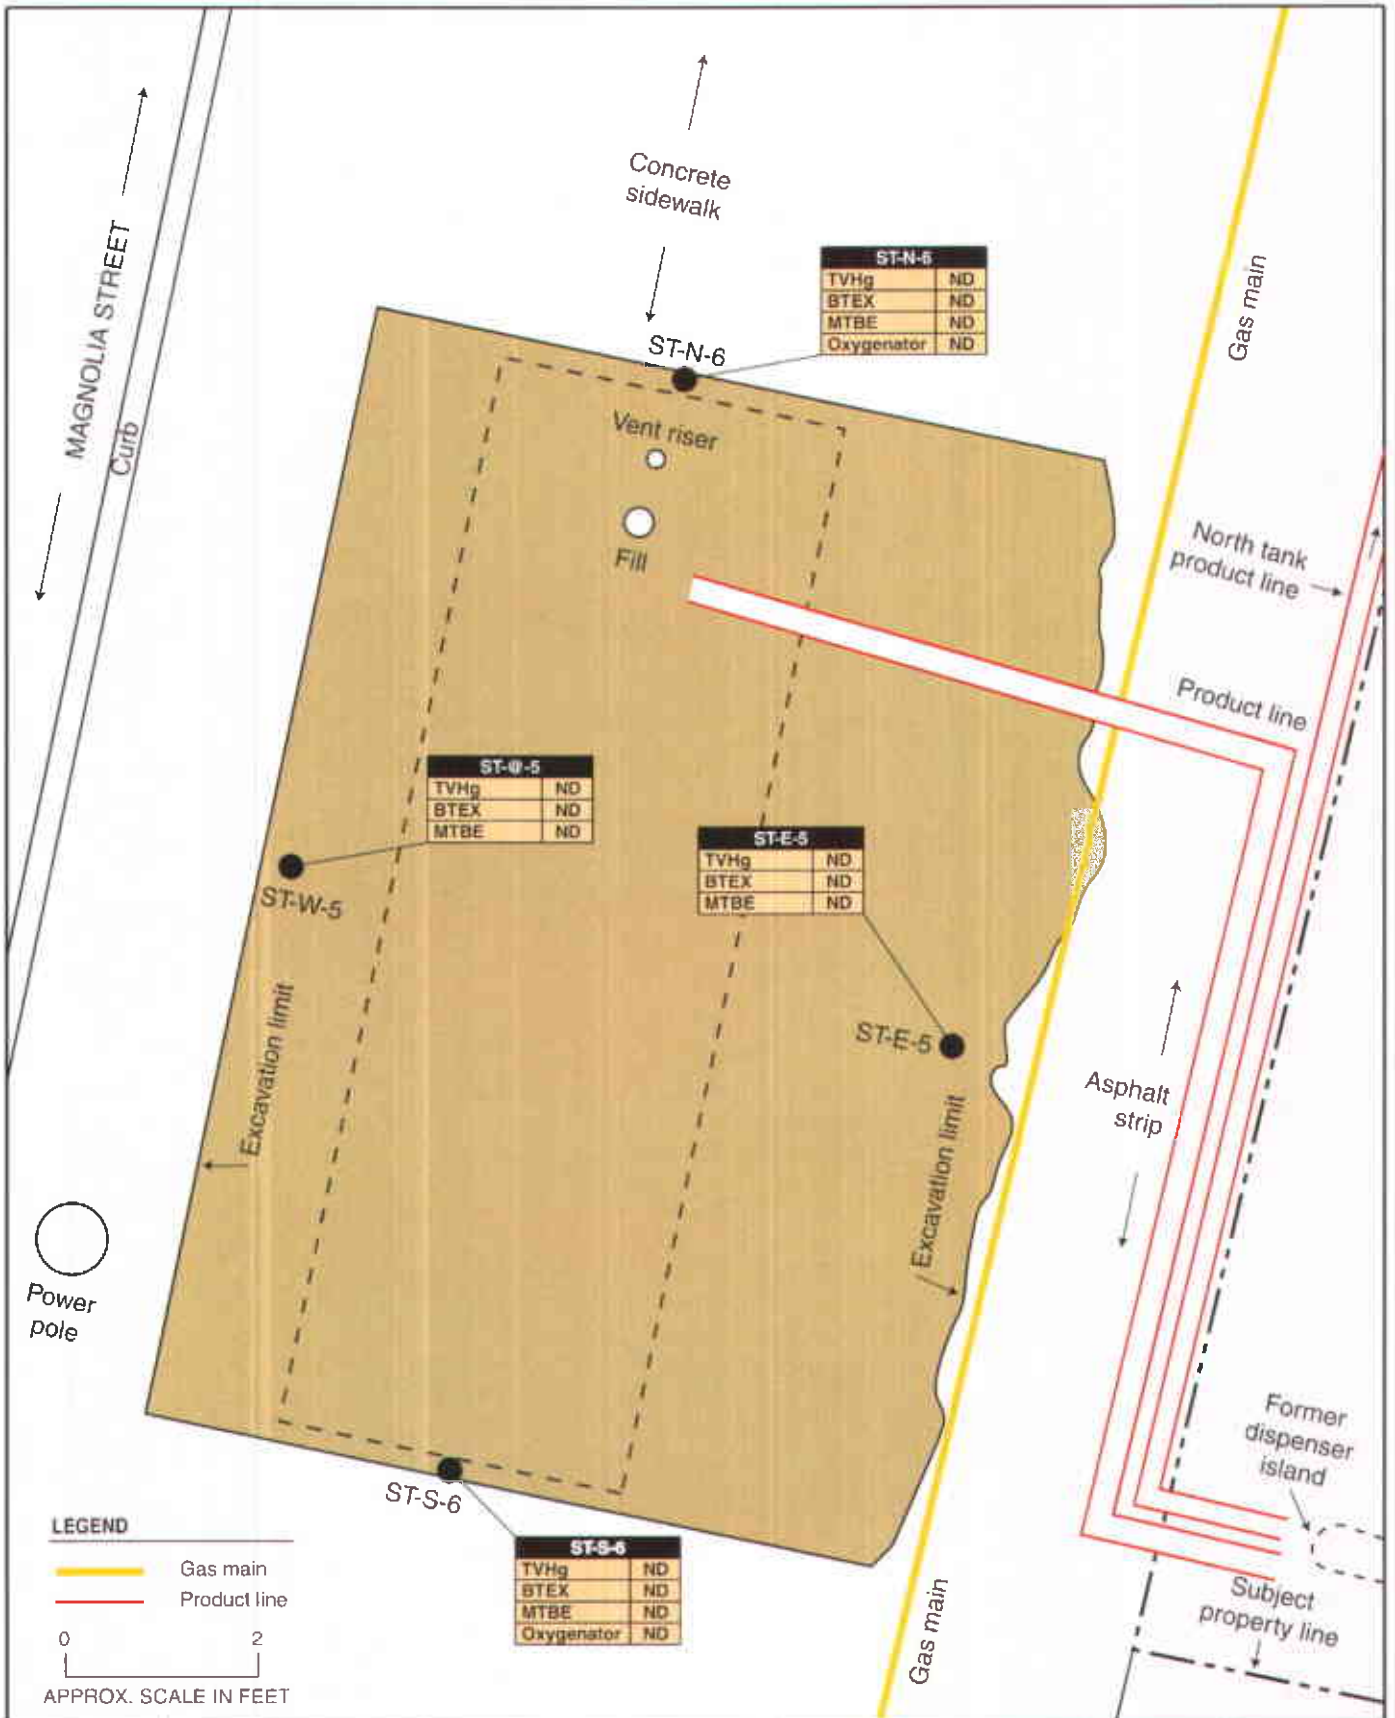 Concrete
sidewalk
MAGNOLIA STREET
Curb
ST-N-6
TVHg ND
BTEX ND
MTBE ND
Oxygenator ND
ST-N-6
Gas main
Vent riser
Fill
North tank
product line
Product line
ST-@-5
TVHg ND
BTEX ND
MTBE ND
ST-W-5
ST-E-5
TVHg ND
BTEX ND
MTBE ND
ST-E-5
Excavation limit
Excavation limit
Asphalt
strip
Power
pole
Former
dispenser
island
ST-S-6
ST-S-6
TVHg ND
BTEX ND
MTBE ND
Oxygenator ND
Gas main
Subject
property line
LEGEND
Gas main
Product line
0 2
APPROX. SCALE IN FEET